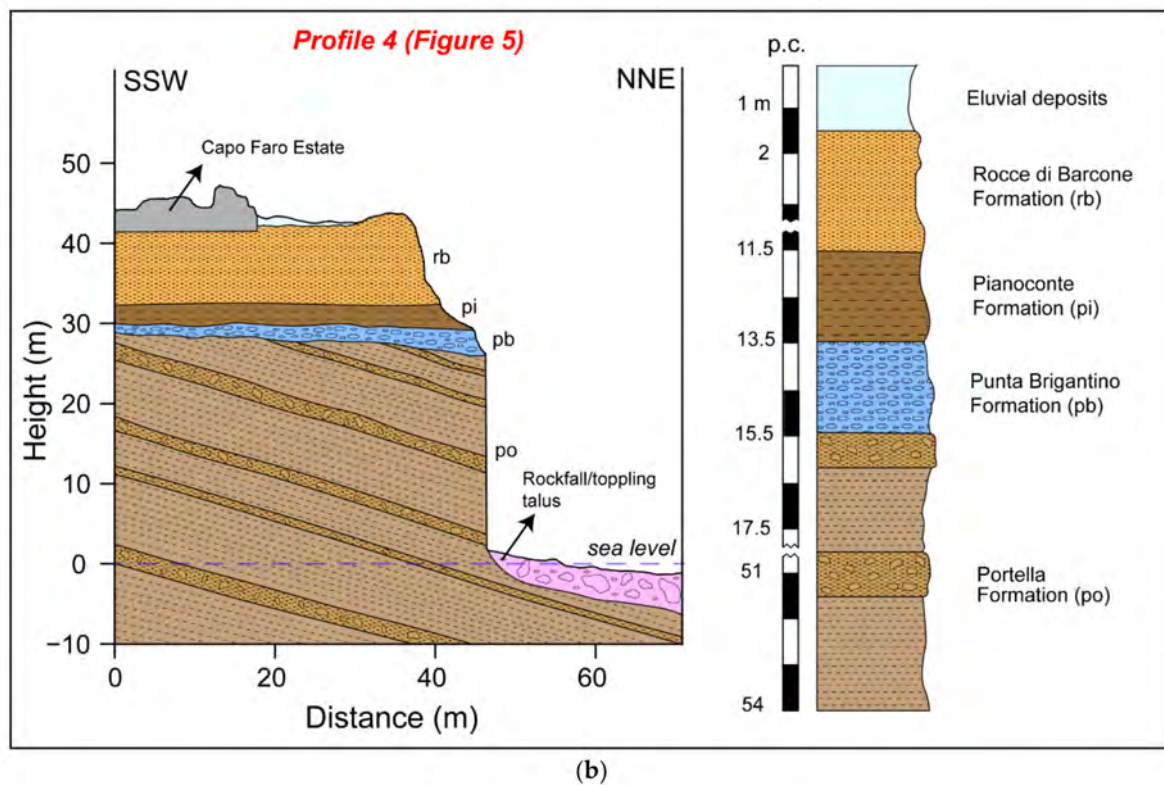 Profile 4 (Figure 5)
SSW
NNE
Capo Faro Estate
50
40
30
20
10
0
−10
Height (m)
rb
pi
pb
po
Rockfall/toppling
talus
sea level
0
20
40
60
Distance (m)
p.c.
1 m
2
11.5
13.5
15.5
17.5
51
54
Eluvial deposits
Rocce di Barcone
Formation (rb)
Pianoconte
Formation (pi)
Punta Brigantino
Formation (pb)
Portella
Formation (po)
(b)